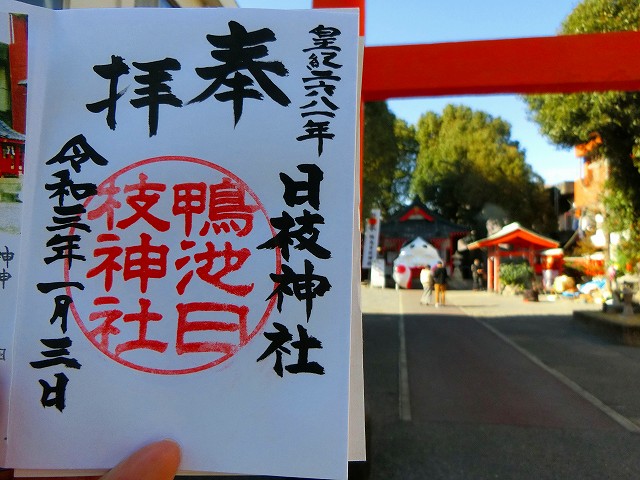 皇紀二六八一年
奉拝
日枝神社
鴨池日
枝神社
令和三年一月三日